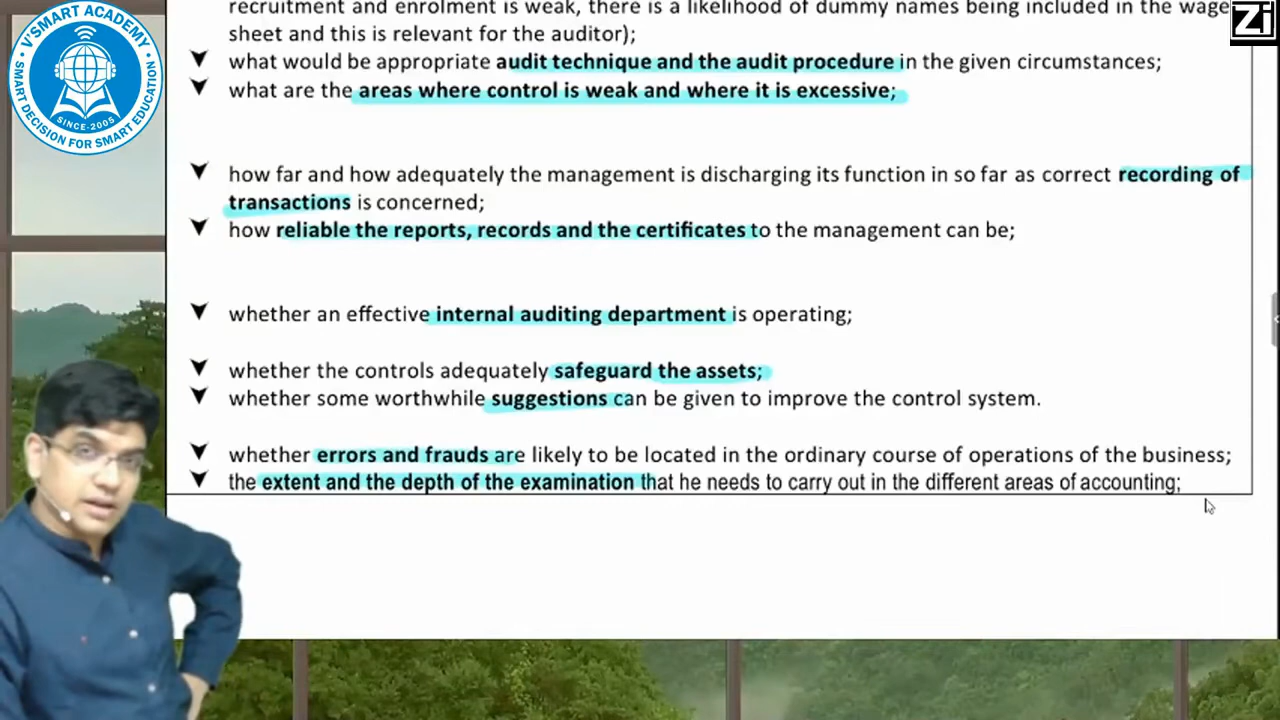 V'SMART ACADEMY
SINCE-2005
SMART DECISION FOR SMART EDUCATION
Zi
recruitment and enrolment is weak, there is a likelihood of dummy names being included in the wage
sheet and this is relevant for the auditor);
what would be appropriate audit technique and the audit procedure in the given circumstances;
what are the areas where control is weak and where it is excessive;
how far and how adequately the management is discharging its function in so far as correct recording of
transactions is concerned;
how reliable the reports, records and the certificates to the management can be;
whether an effective internal auditing department is operating;
whether the controls adequately safeguard the assets;
whether some worthwhile suggestions can be given to improve the control system.
whether errors and frauds are likely to be located in the ordinary course of operations of the business;
the extent and the depth of the examination that he needs to carry out in the different areas of accounting;